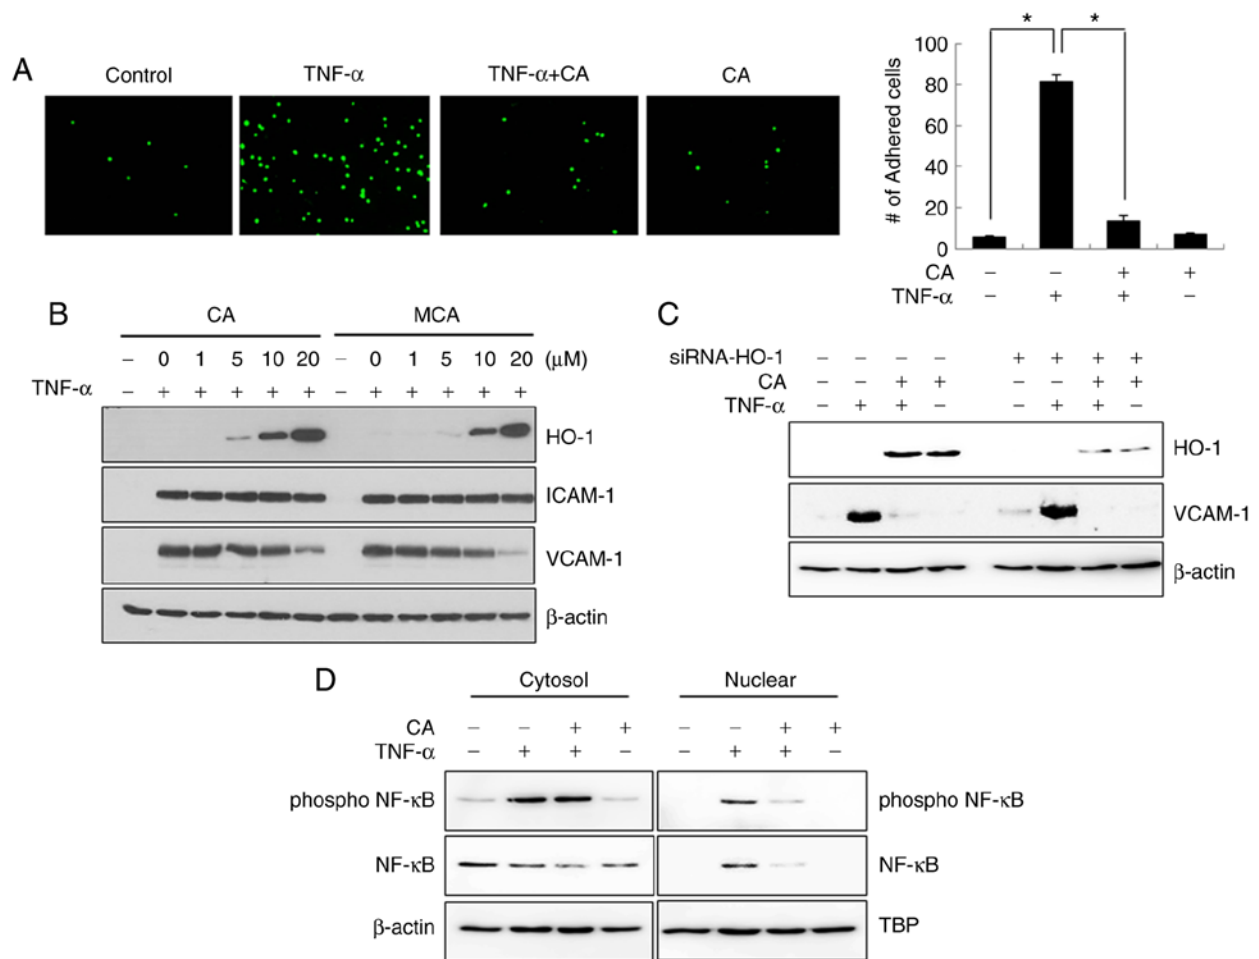 A
Control
TNF-α
TNF-α+CA
CA
* *
# of Adhered cells
100
80
60
40
20
0
CA − − + +
TNF-α − + + −
B
CA MCA
− 0 1 5 10 20 − 0 1 5 10 20 (μM)
TNF-α + + + + + + + + + +
HO-1
ICAM-1
VCAM-1
β-actin
C
siRNA-HO-1 − − − − + + + +
CA − − + + − − + +
TNF-α − + + − − + + −
HO-1
VCAM-1
β-actin
D
Cytosol Nuclear
CA − − + + − − + +
TNF-α − + + − − + + −
phospho NF-κB phospho NF-κB
NF-κB NF-κB
β-actin TBP